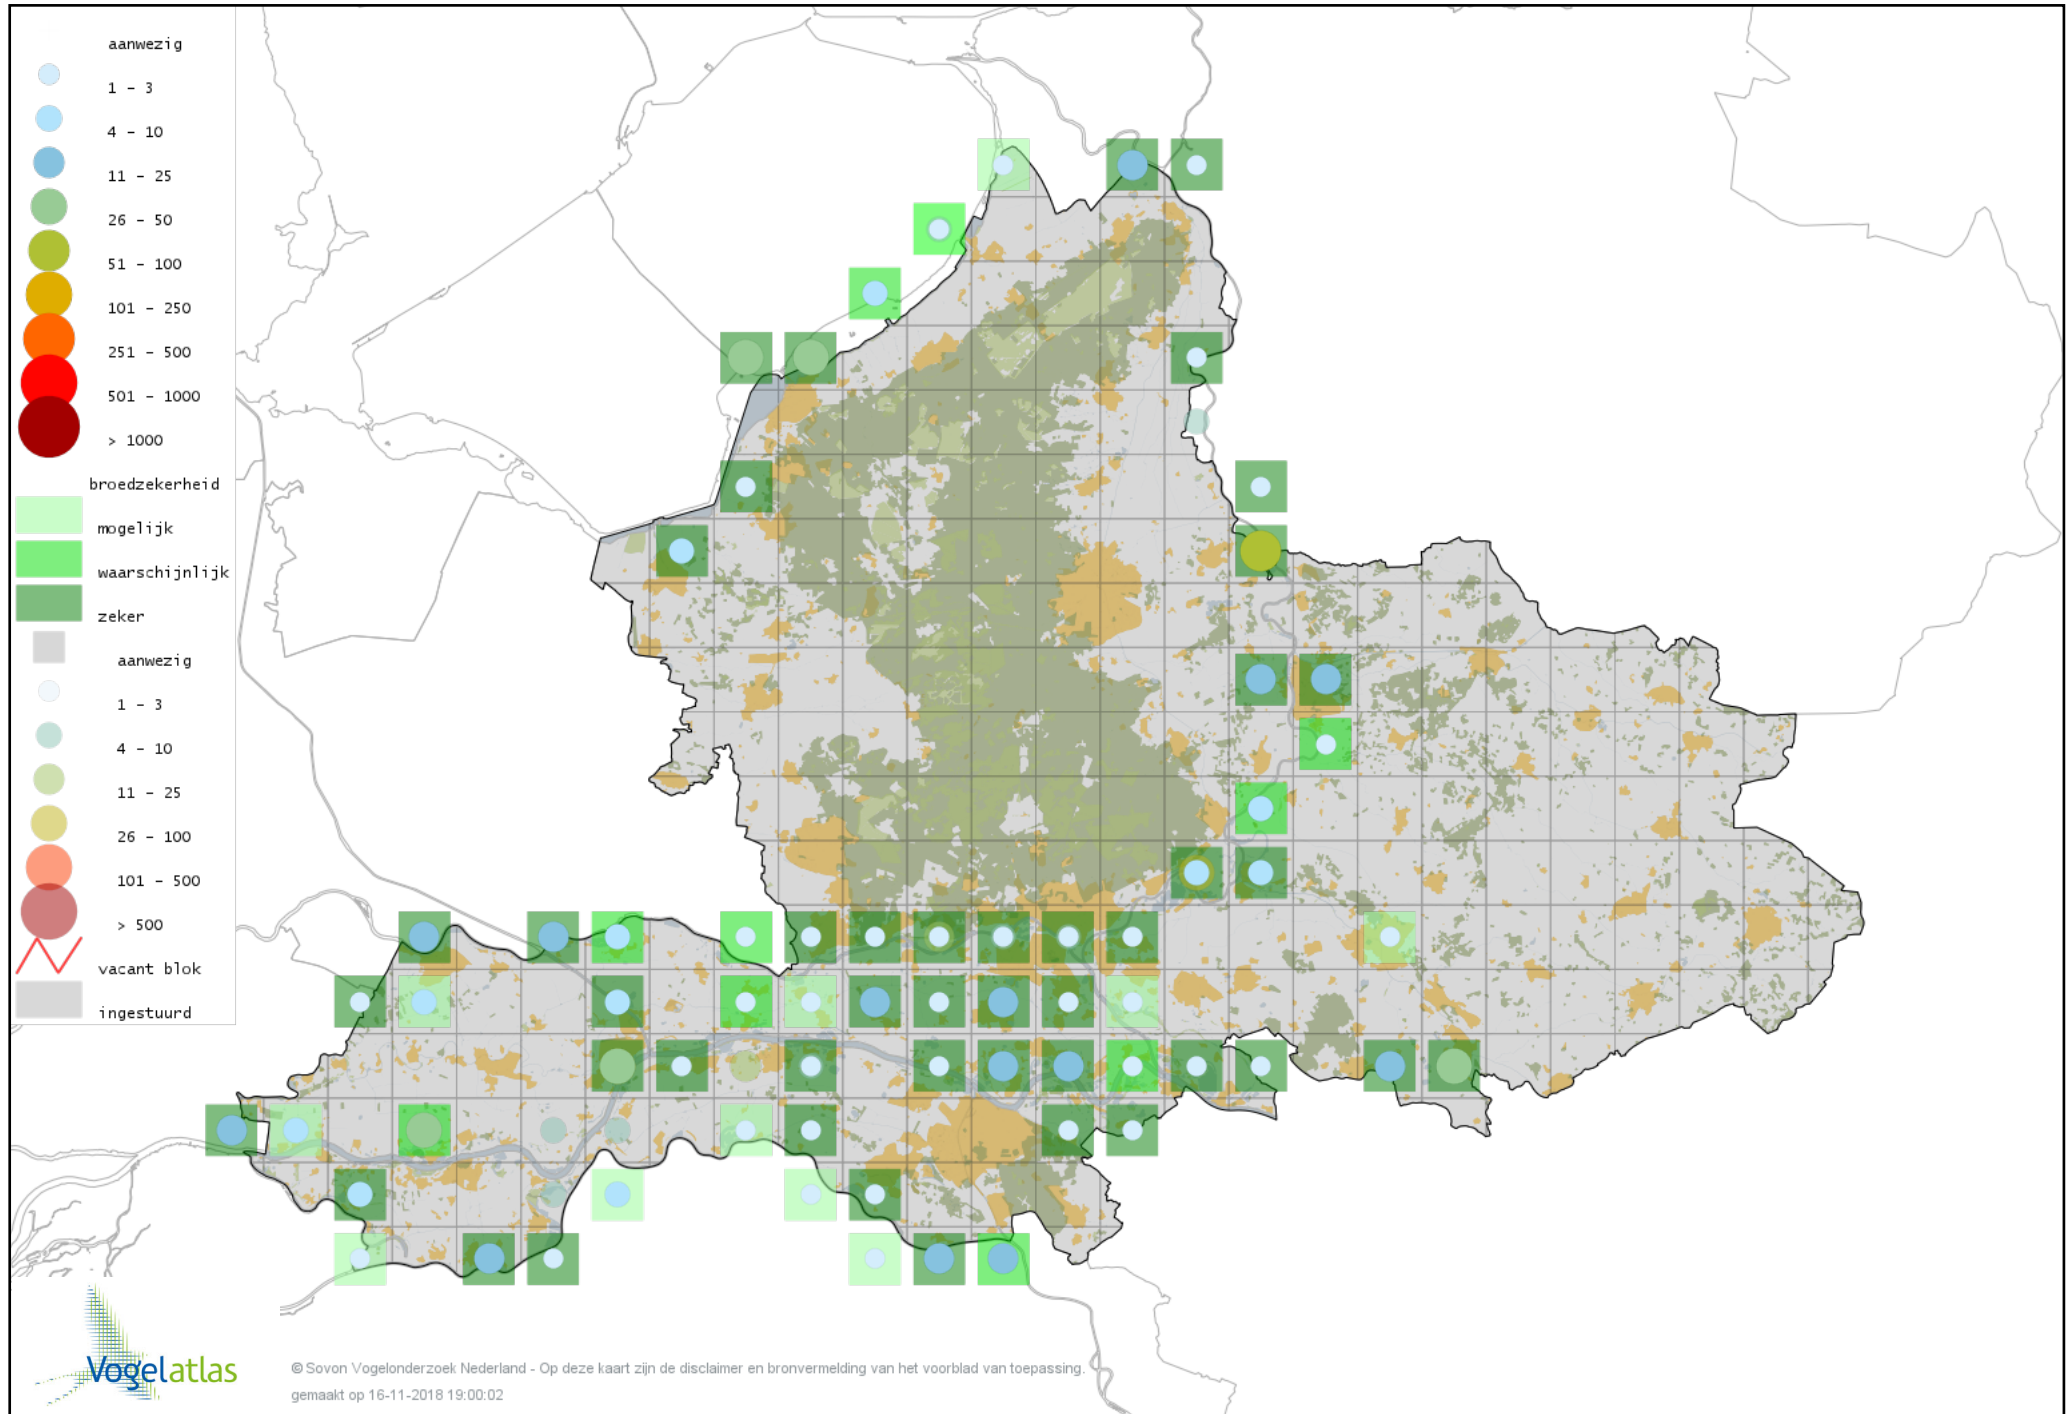 aanwezig
1 - 3
4 - 10
11 - 25
26 - 50
51 - 100
101 - 250
251 - 500
501 - 1000
> 1000
broedzekerheid
mogelijk
waarschijnlijk
zeker
aanwezig
1 - 3
4 - 10
11 - 25
26 - 100
101 - 500
> 500
vacant blok
ingestuurd
Vogelatlas
© Sovon Vogelonderzoek Nederland - Op deze kaart zijn de disclaimer en bronvermelding van het voorblad van toepassing.
gemaakt op 16-11-2018 19:00:02